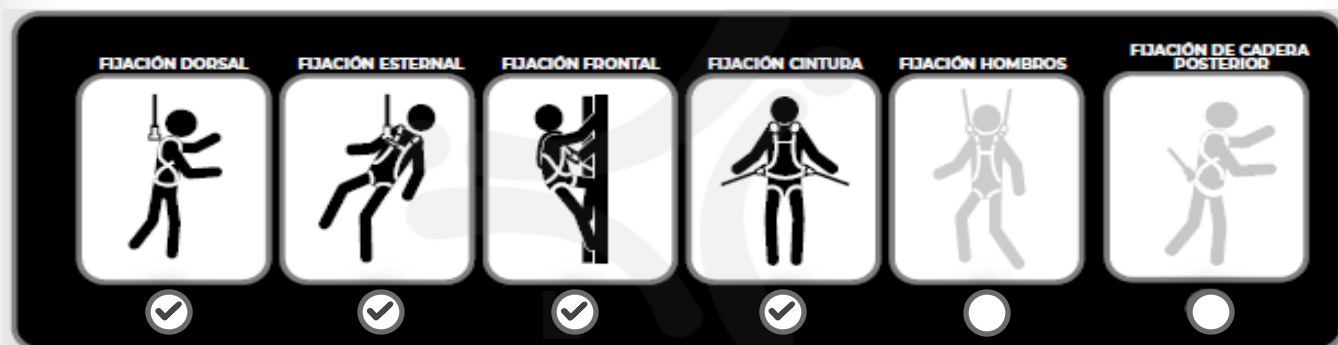 FIJACIÓN DORSAL
FIJACIÓN ESTERNAL
FIJACIÓN FRONTAL
FIJACIÓN CINTURA
FIJACIÓN HOMBROS
FIJACIÓN DE CADERA
POSTERIOR